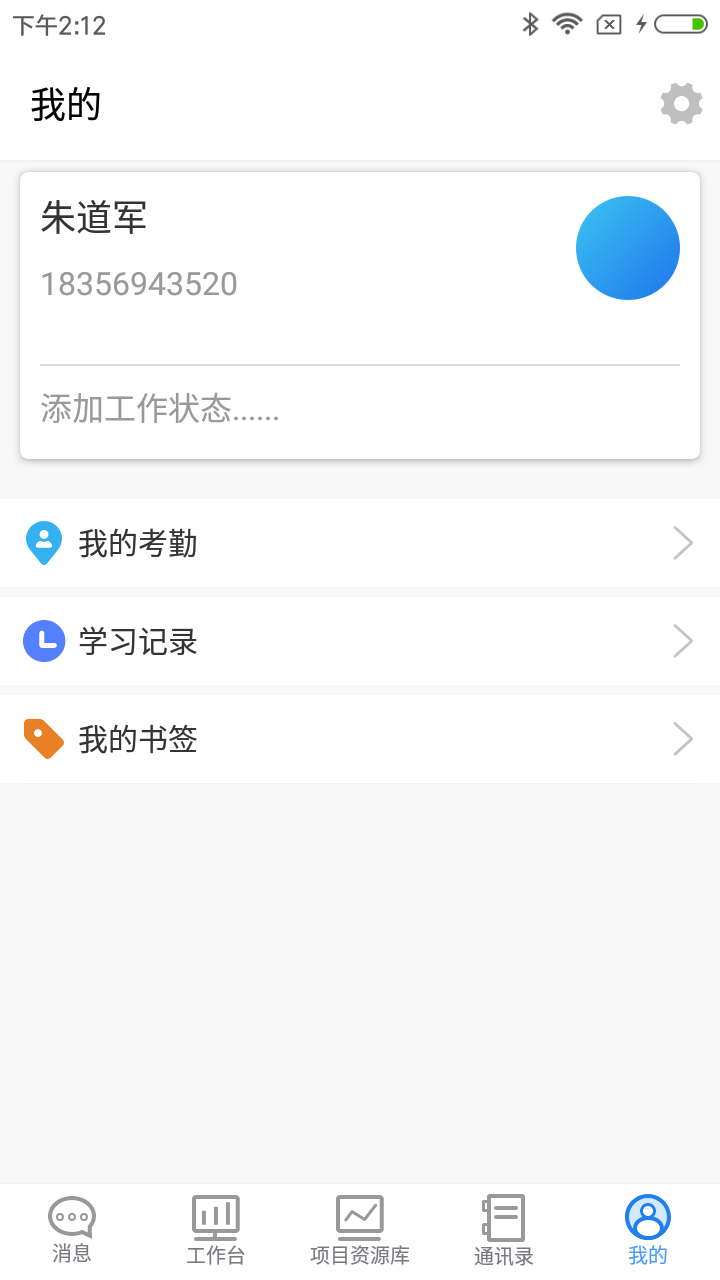 下午2:12
我的
朱道军
18356943520
添加工作状态......
我的考勤
学习记录
我的书签
消息
工作台
项目资源库
通讯录
我的